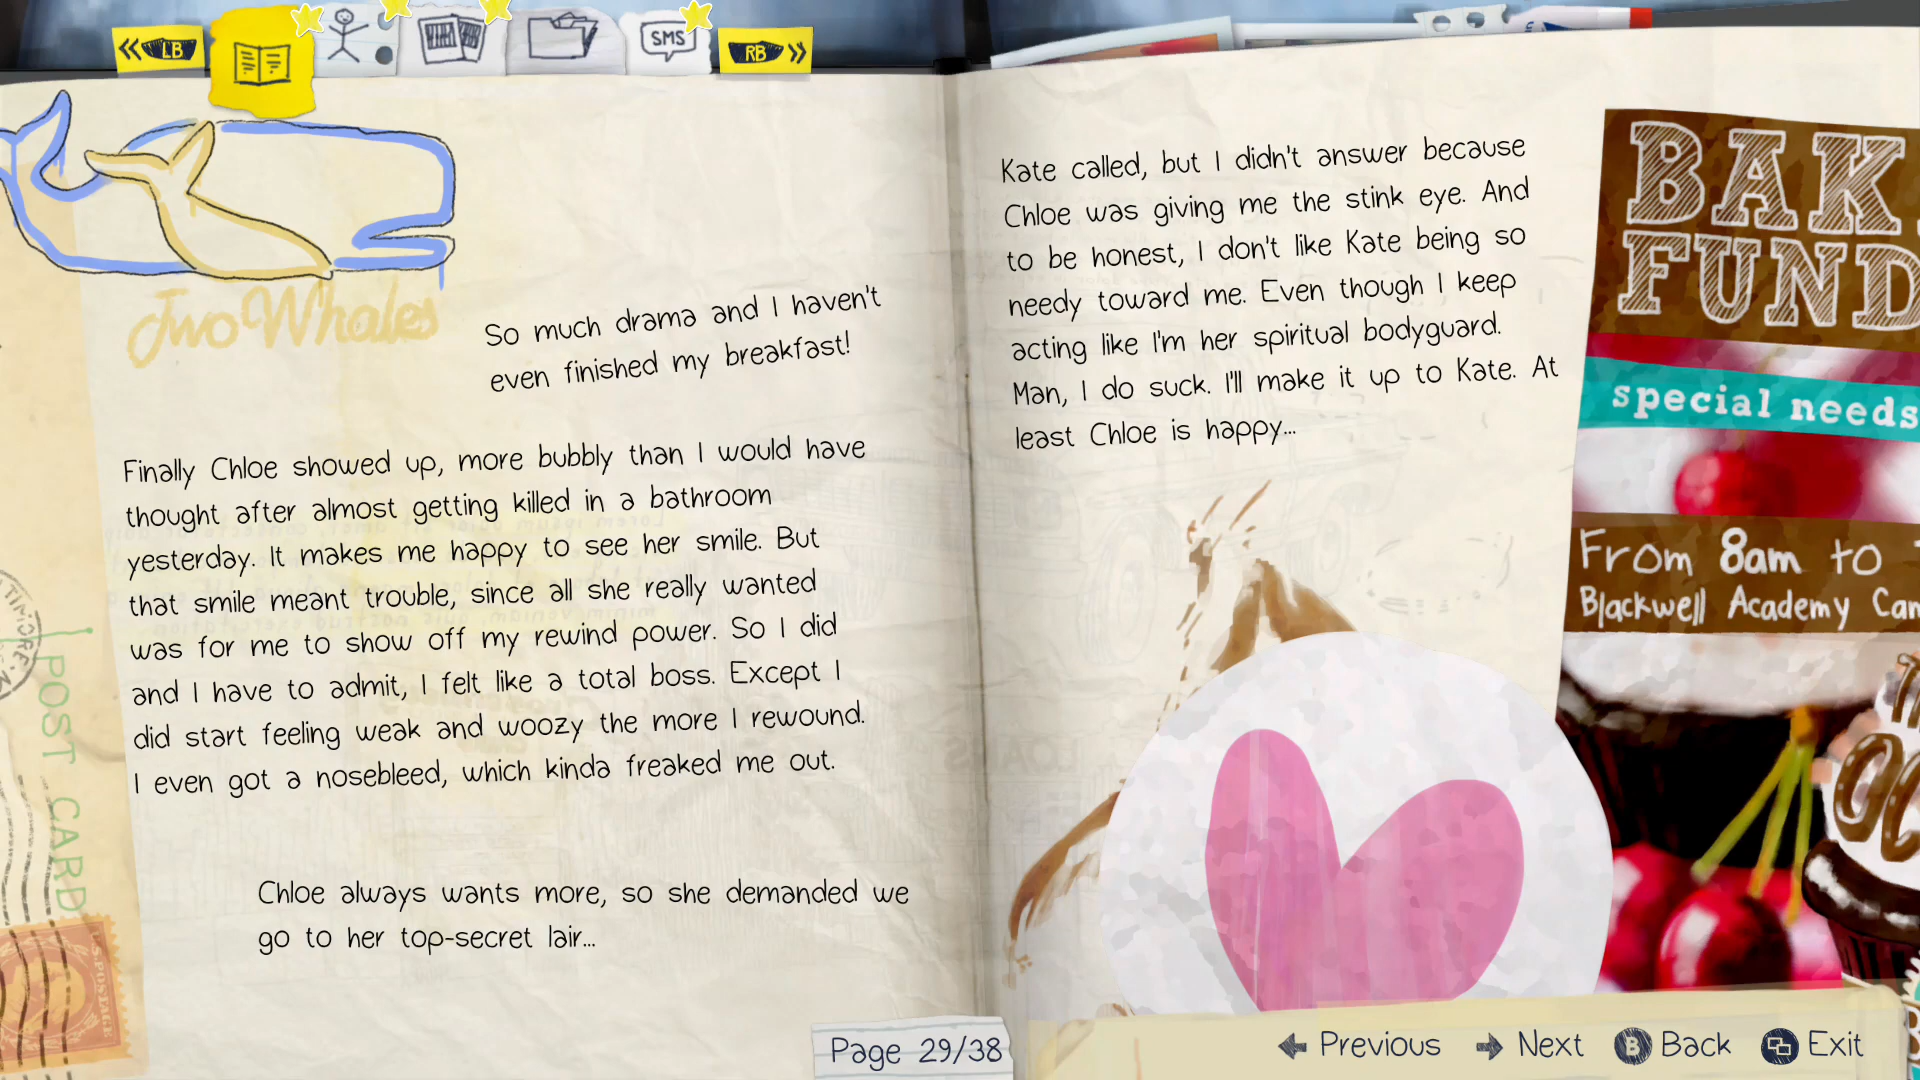 LB
SMS
RB
Two Whales
So much drama and I haven't
even finished my breakfast!
Finally Chloe showed up, more bubbly than I would have
thought after almost getting killed in a bathroom
yesterday. It makes me happy to see her smile. But
that smile meant trouble, since all she really wanted
was for me to show off my rewind power. So I did
and I have to admit, I felt like a total boss. Except I
did start feeling weak and woozy the more I rewound.
I even got a nosebleed, which kinda freaked me out.
Chloe always wants more, so she demanded we
go to her top-secret lair...
POST CARD
Kate called, but I didn't answer because
Chloe was giving me the stink eye. And
to be honest, I don't like Kate being so
needy toward me. Even though I keep
acting like I'm her spiritual bodyguard.
Man, I do suck. I'll make it up to Kate. At
least Chloe is happy...
BAK
FUND
special needs
From 8am to
Blackwell Academy Cam
Page 29/38
Previous
Next
B
Back
Exit